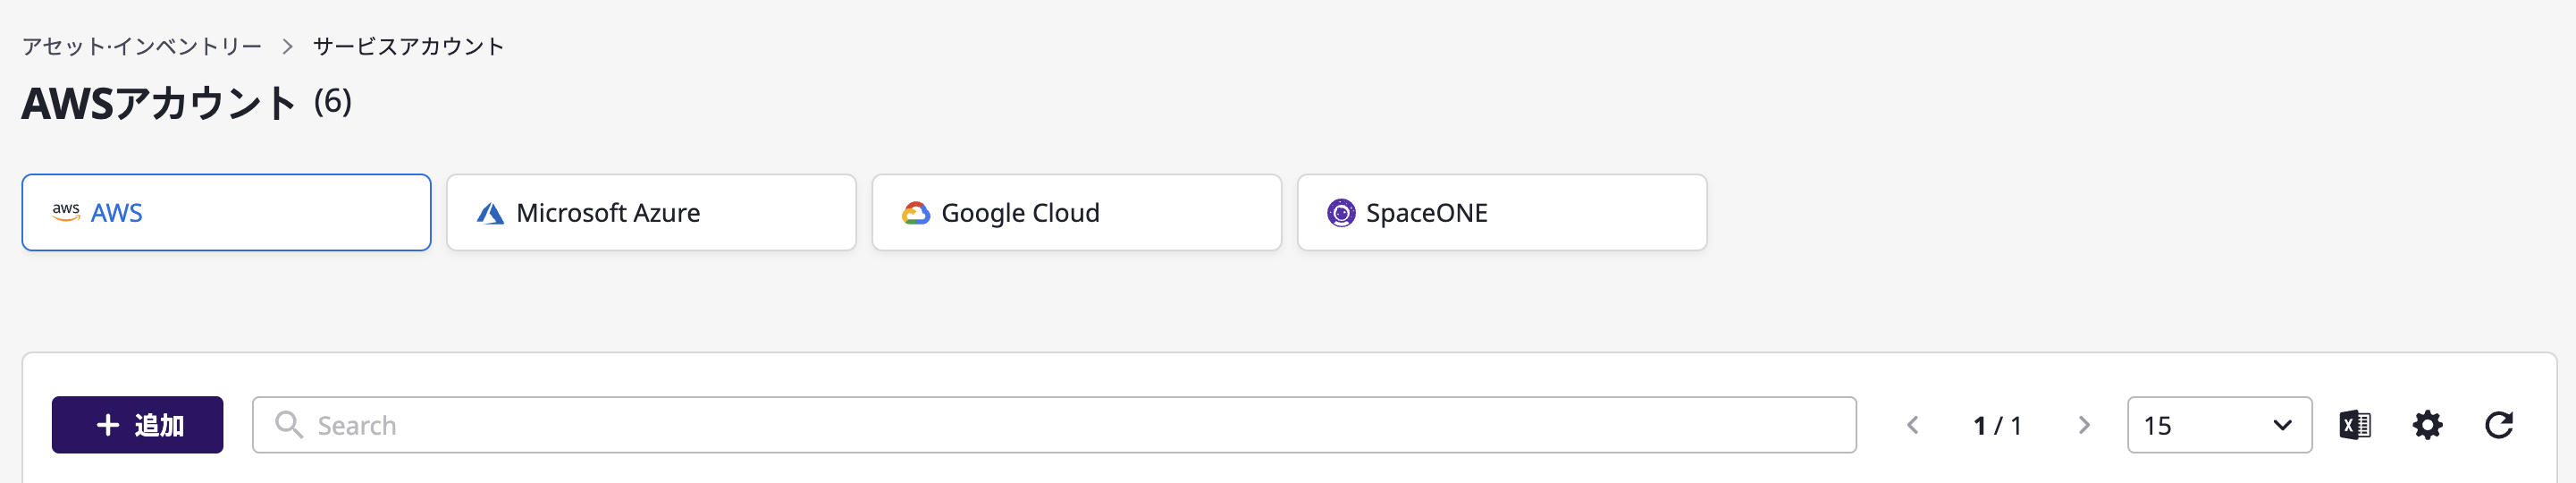 アセット·インベントリー > サービスアカウント
AWSアカウント (6)
aws AWS Microsoft Azure Google Cloud SpaceONE
+ 追加 Search < 1 / 1 > 15 X